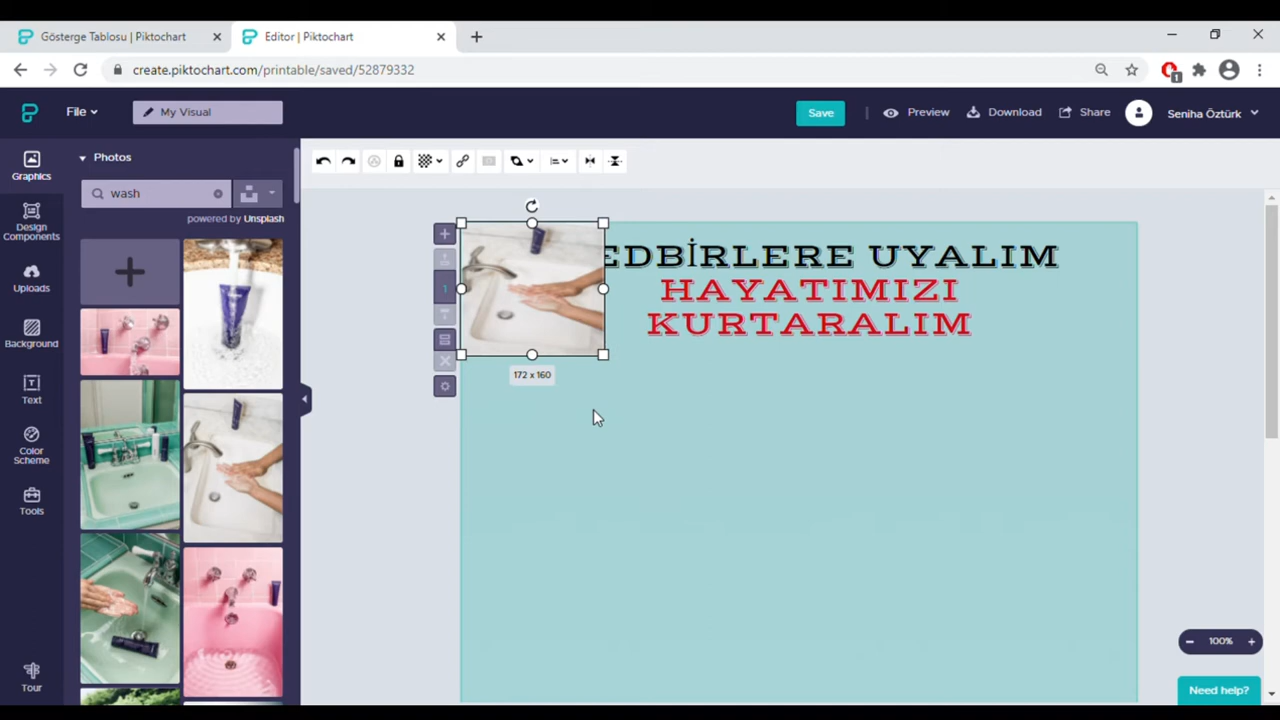 Gösterge Tablosu | Piktochart
Editor | Piktochart
create.piktochart.com/printable/saved/52879332
1
File
My Visual
Save
Preview
Download
Share
Seniha Öztürk
Graphics
Design
Components
Uploads
Background
Text
Color
Scheme
Tools
Tour
Photos
wash
powered by Unsplash
1
EDBİRLERE UYALIM
HAYATIMIZI
KURTARALIM
172 x 160
100%
Need help?